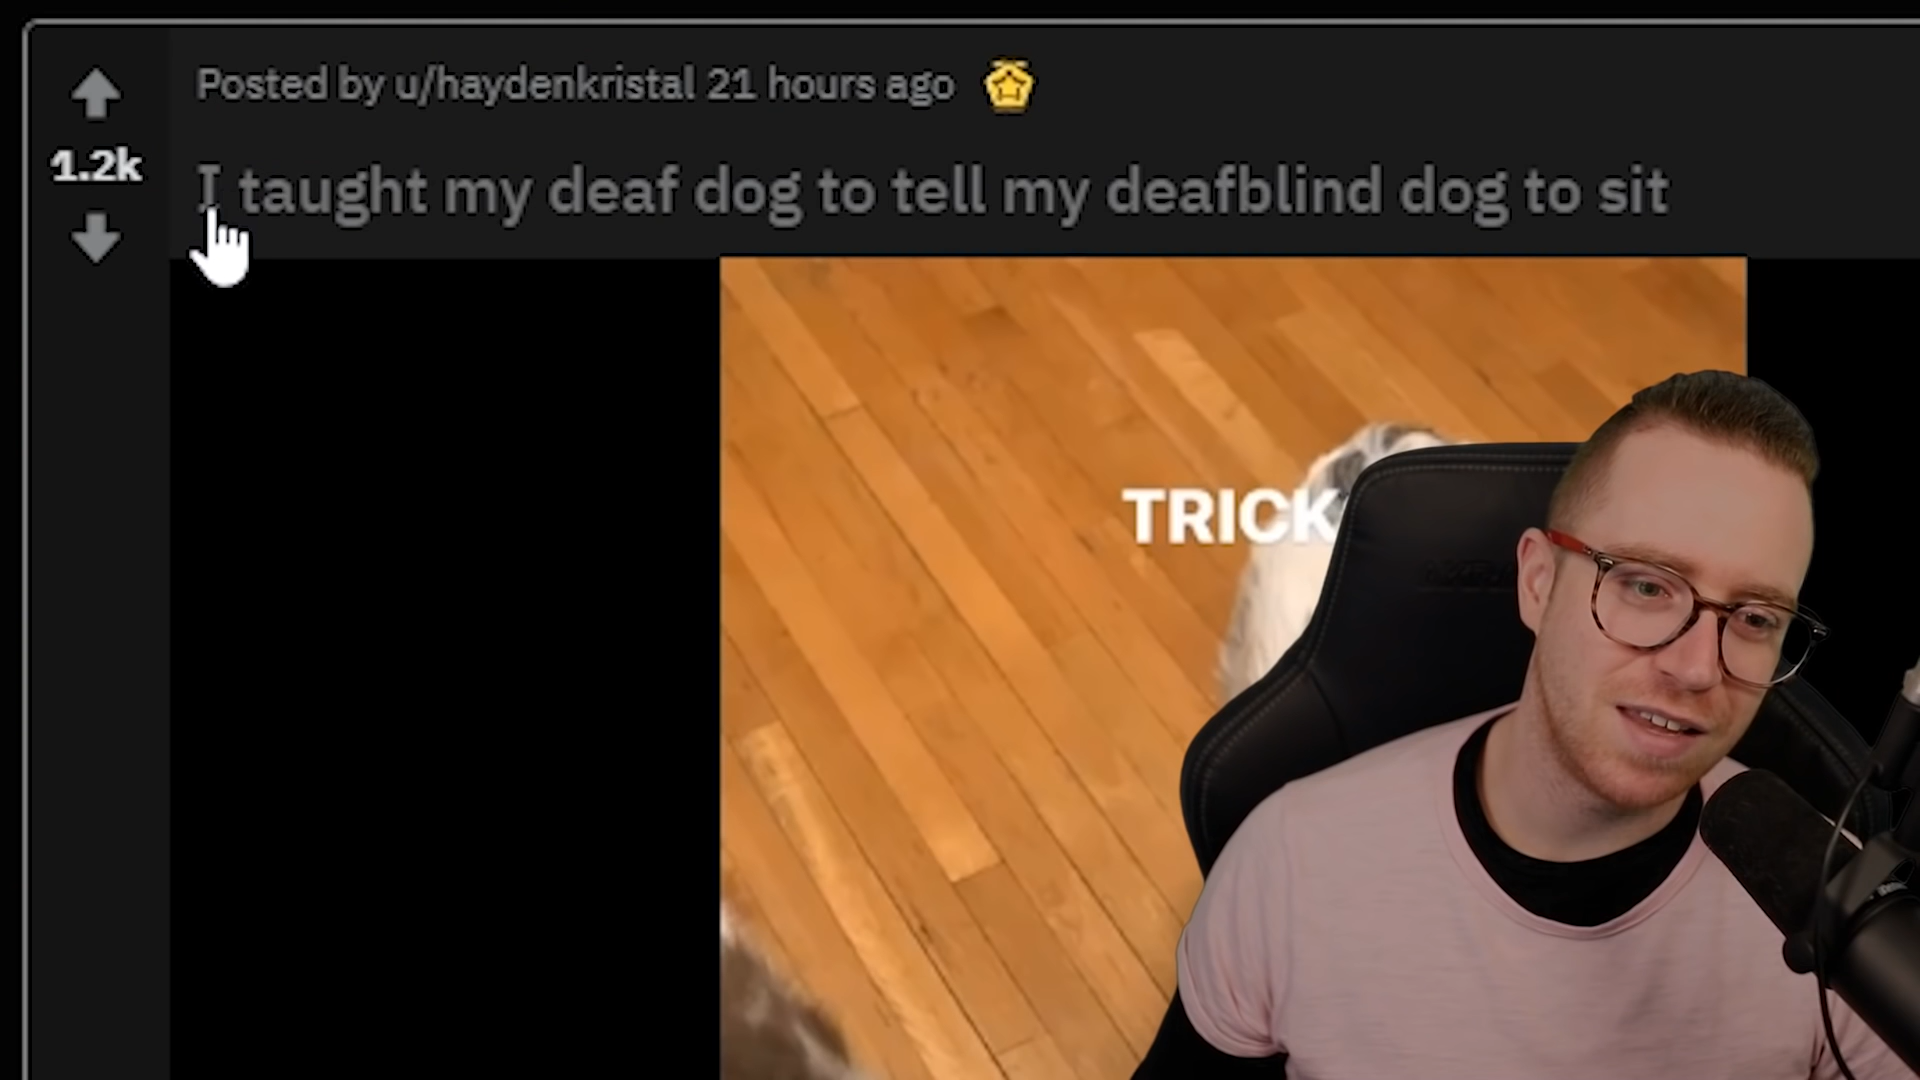 Posted by u/haydenkristal 21 hours ago
1.2k
I taught my deaf dog to tell my deafblind dog to sit
TRICK